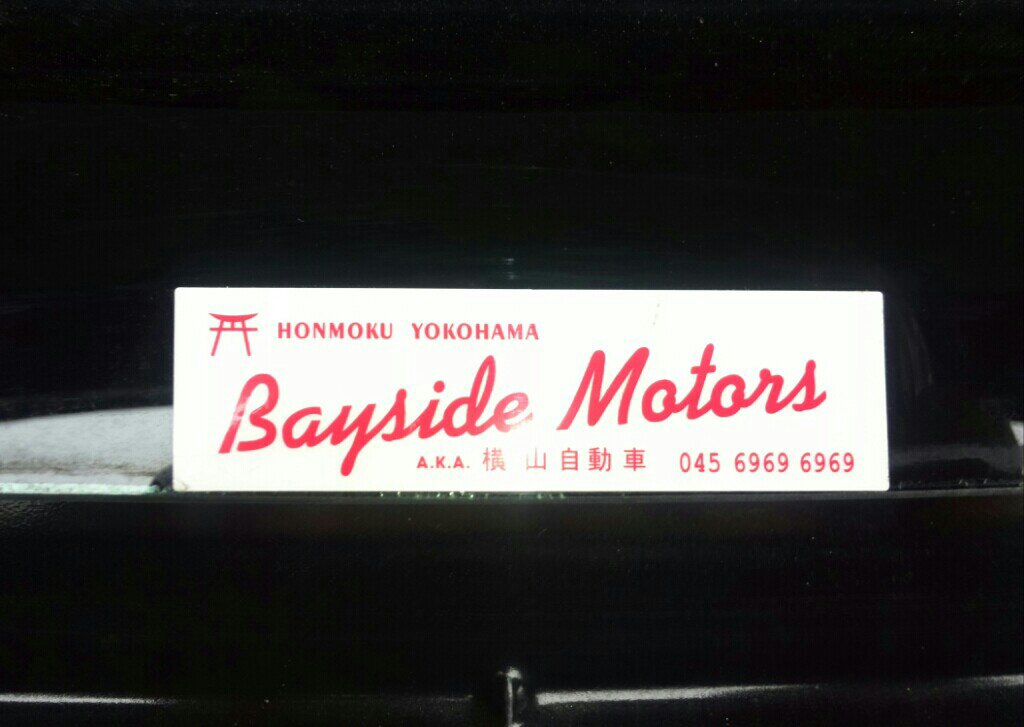 HONMOKU YOKOHAMA
Bayside Motors
A.K.A. 横山自動車 045 6969 6969